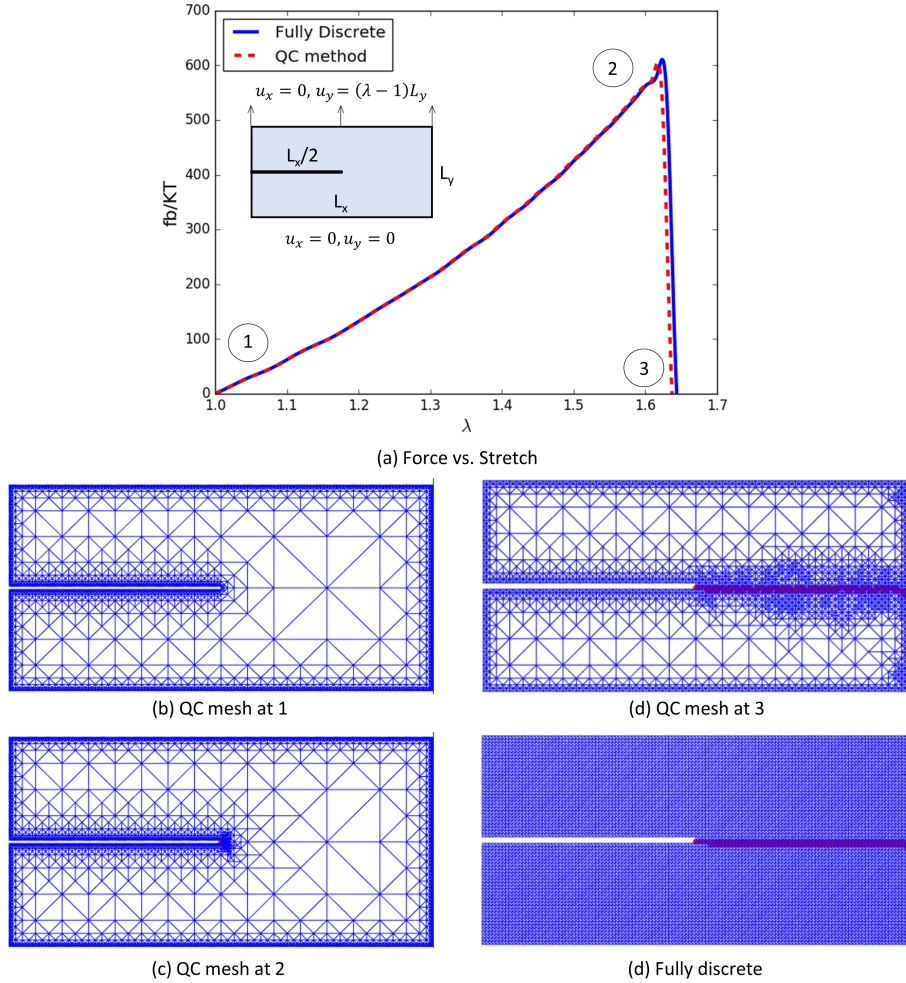 700
600
500
400
300
200
100
0
fb/KT
Fully Discrete
QC method
u_x = 0, u_y = (λ − 1)L_y
L_x/2
L_y
L_x
u_x = 0, u_y = 0
1
2
3
1.0 1.1 1.2 1.3 1.4 1.5 1.6 1.7
λ
(a) Force vs. Stretch
(b) QC mesh at 1
(d) QC mesh at 3
(c) QC mesh at 2
(d) Fully discrete